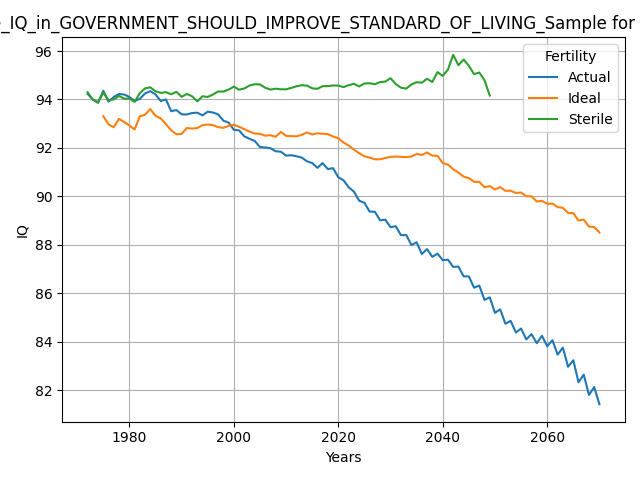 _IQ_in_GOVERNMENT_SHOULD_IMPROVE_STANDARD_OF_LIVING_Sample for
96
94
92
90
88
86
84
82
IQ
Fertility
Actual
Ideal
Sterile
1980
2000
2020
2040
2060
Years